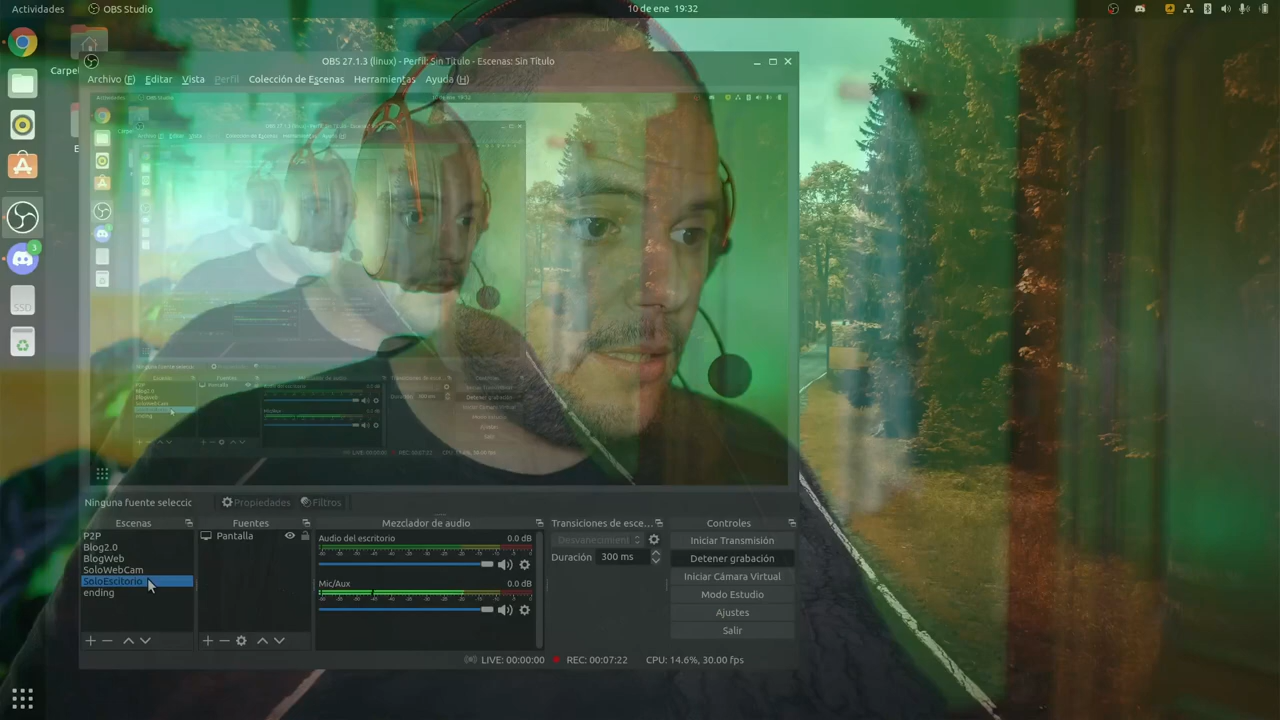 Actividades
OBS Studio
10 de ene 19:32
Carpe
OBS 27.1.3 (linux) - Perfil: Sin Título - Escenas: Sin Título
Archivo (F)
Editar
Vista
Perfil
Colección de Escenas
Herramientas
Ayuda (H)
3
SSD
Ninguna fuente seleccic
Propiedades
Filtros
Escenas
Fuentes
Mezclador de audio
Transiciones de esce...
Controles
P2P
Blog2.0
BlogWeb
SoloWebCam
SoloEscitorio
ending
Pantalla
Audio del escritorio
0.0 dB
Mic/Aux
0.0 dB
Desvanecimient
Duración
300 ms
Iniciar Transmisión
Detener grabación
Iniciar Cámara Virtual
Modo Estudio
Ajustes
Salir
LIVE: 00:00:00
REC: 00:07:22
CPU: 14.6%, 30.00 fps